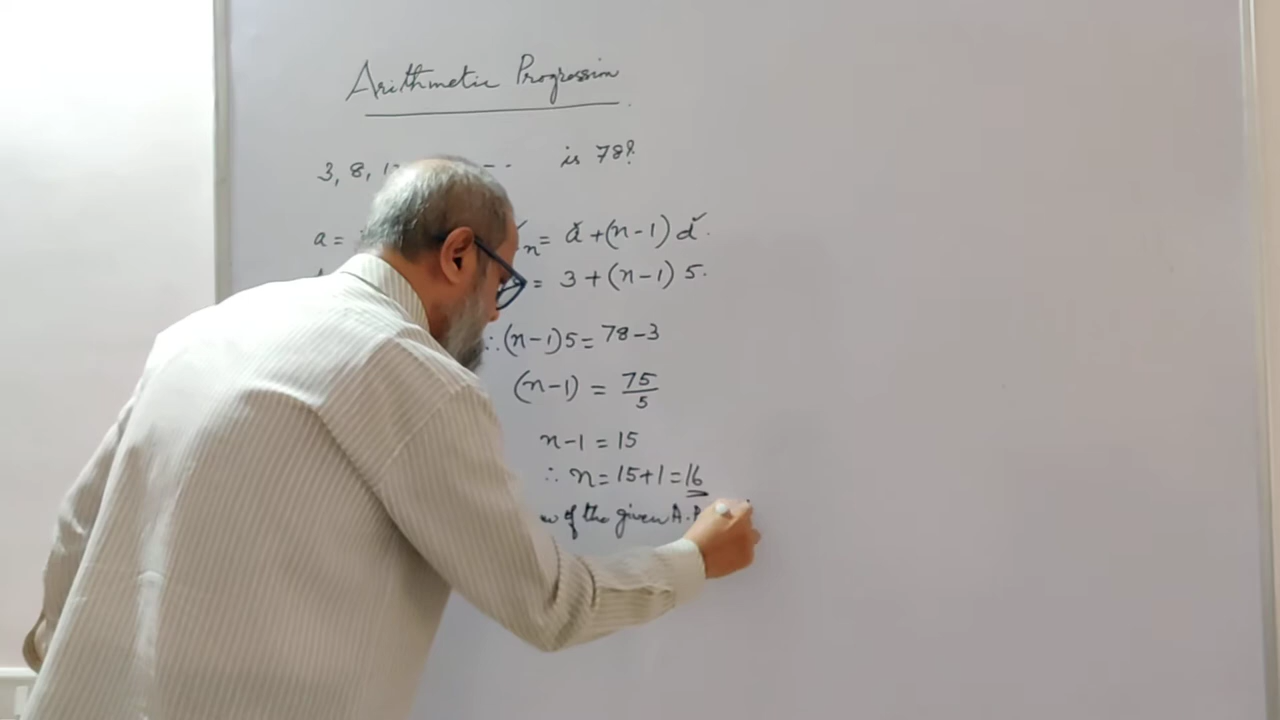 Arithmetic Progression
3, 8, -- is 78?
a = n = a + (n-1) d.
= 3 + (n-1) 5.
∴ (n-1)5 = 78-3
(n-1) = 75/5
n-1 = 15
∴ n = 15+1 = 16
of the given A.P